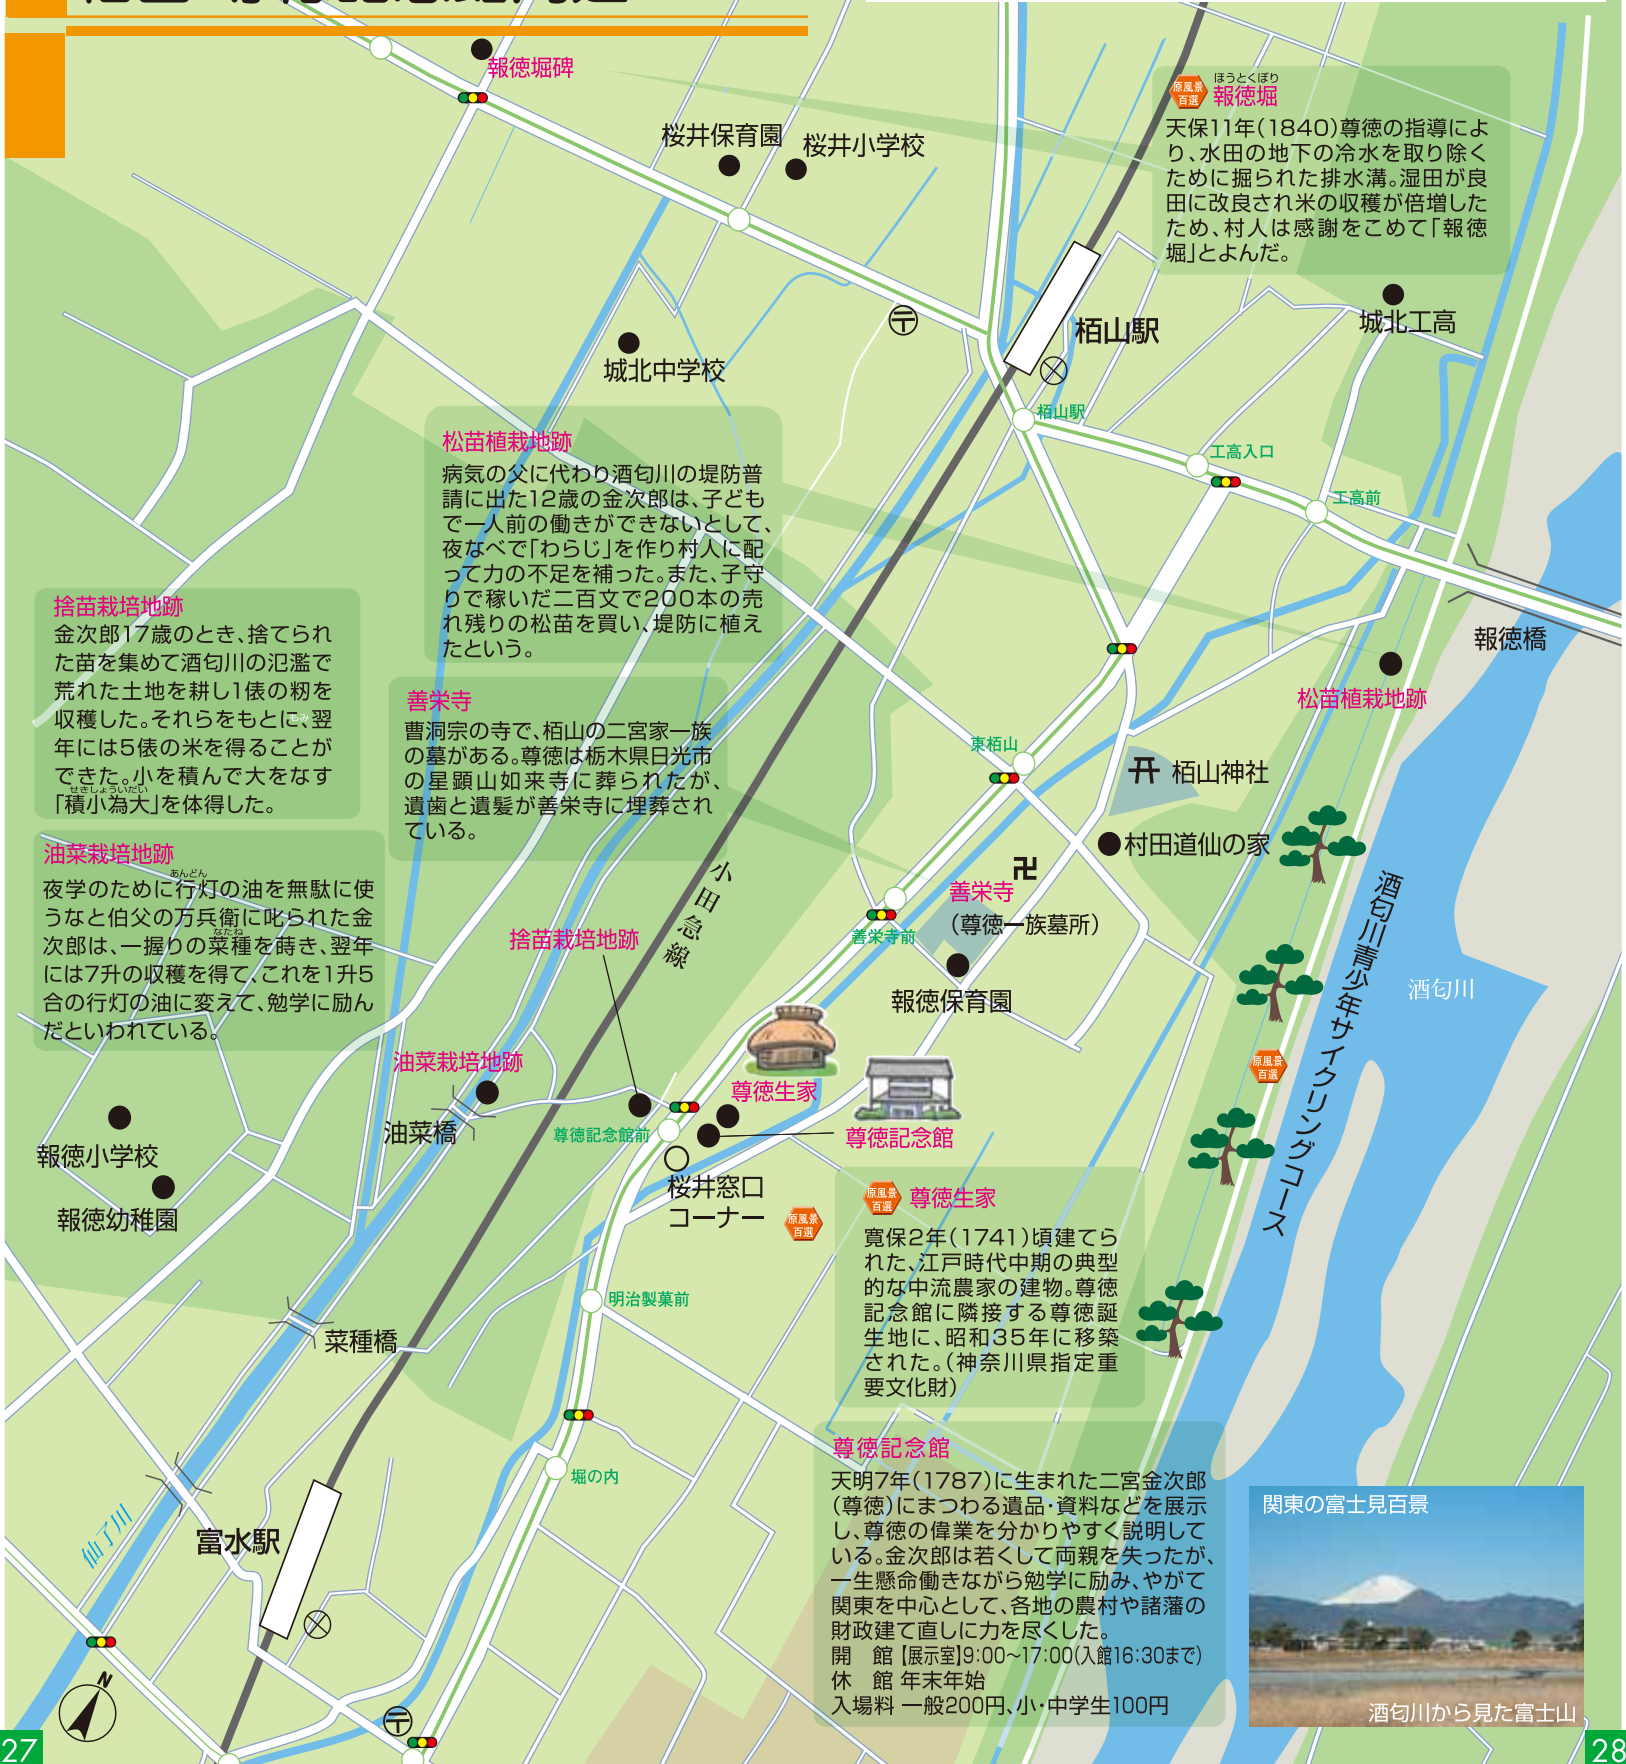 報徳堀碑
桜井保育園
桜井小学校
原風景
百選
ほうとくぼり
報徳堀
天保11年(1840)尊徳の指導によ
り、水田の地下の冷水を取り除く
ために掘られた排水溝。湿田が良
田に改良され米の収穫が倍増した
ため、村人は感謝をこめて「報徳
堀」とよんだ。
城北工高
栢山駅
城北中学校
栢山駅
工高入口
工高前
松苗植栽地跡
病気の父に代わり酒匂川の堤防普
請に出た12歳の金次郎は、子ども
で一人前の働きができないとして、
夜なべで「わらじ」を作り村人に配
って力の不足を補った。また、子守
りで稼いだ二百文で200本の売
れ残りの松苗を買い、堤防に植え
たという。
報徳橋
松苗植栽地跡
捨苗栽培地跡
金次郎17歳のとき、捨てられ
た苗を集めて酒匂川の氾濫で
荒れた土地を耕し1俵の籾を
収穫した。それらをもとに、翌
もみ
年には5俵の米を得ることが
できた。小を積んで大をなす
せきしょういだい
「積小為大」を体得した。
善栄寺
曹洞宗の寺で、栢山の二宮家一族
の墓がある。尊徳は栃木県日光市
の星顕山如来寺に葬られたが、
遺歯と遺髪が善栄寺に埋葬され
ている。
東栢山
栢山神社
村田道仙の家
油菜栽培地跡
あんどん
夜学のために行灯の油を無駄に使
うなと伯父の万兵衛に叱られた金
なたね
次郎は、一握りの菜種を蒔き、翌年
には7升の収穫を得て、これを1升5
合の行灯の油に変えて、勉学に励ん
だといわれている。
小田急線
善栄寺
(尊徳一族墓所)
善栄寺前
捨苗栽培地跡
報徳保育園
酒匂川青少年サイクリングコース
酒匂川
原風景
百選
油菜栽培地跡
油菜橋
尊徳生家
尊徳記念館前
尊徳記念館
報徳小学校
報徳幼稚園
桜井窓口
コーナー
原風景
百選
原風景
百選
尊徳生家
寛保2年(1741)頃建てら
れた、江戸時代中期の典型
的な中流農家の建物。尊徳
記念館に隣接する尊徳誕
生地に、昭和35年に移築
された。(神奈川県指定重
要文化財)
明治製菓前
菜種橋
尊徳記念館
天明7年(1787)に生まれた二宮金次郎
(尊徳)にまつわる遺品・資料などを展示
し、尊徳の偉業を分かりやすく説明して
いる。金次郎は若くして両親を失ったが、
一生懸命働きながら勉学に励み、やがて
関東を中心として、各地の農村や諸藩の
財政建て直しに力を尽くした。
開　館【展示室】9:00〜17:00(入館16:30まで)
休　館 年末年始
入場料 一般200円、小・中学生100円
堀の内
富水駅
仙了川
関東の富士見百景
酒匂川から見た富士山
N
27
28